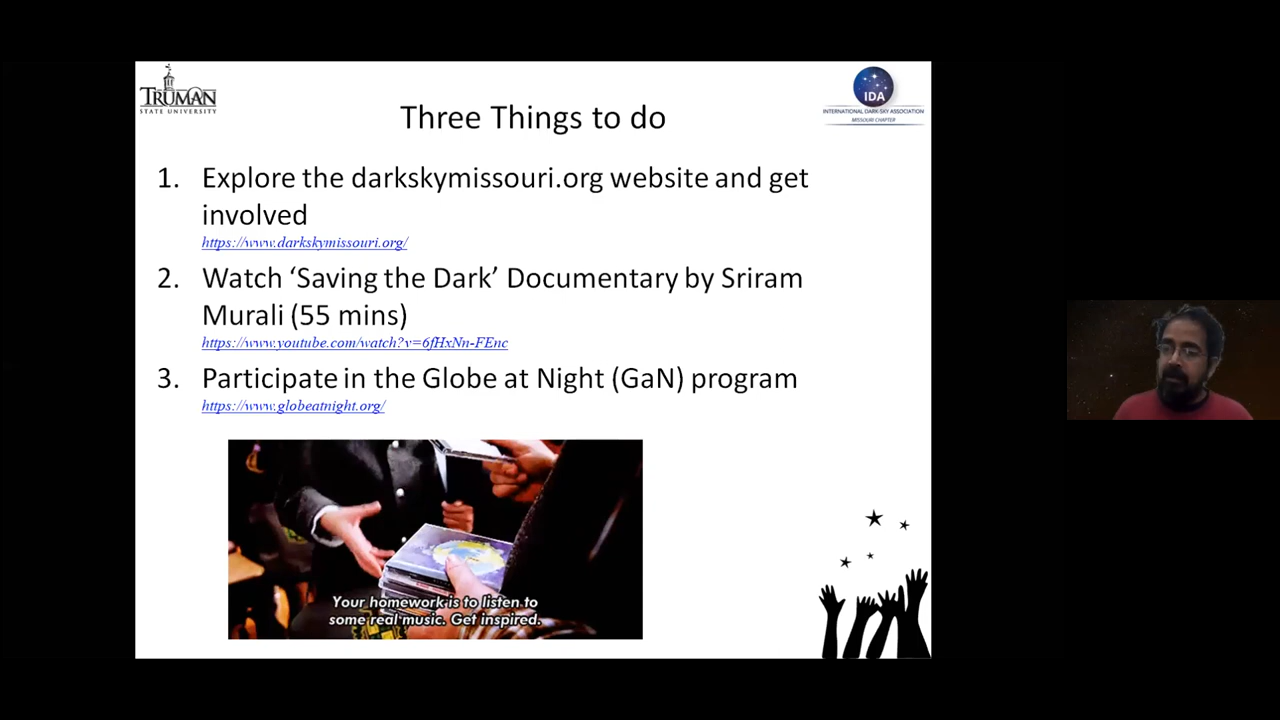 TRUMAN
STATE UNIVERSITY
IDA
INTERNATIONAL DARK-SKY ASSOCIATION
MISSOURI CHAPTER
Three Things to do
1. Explore the darkskymissouri.org website and get
involved
https://www.darkskymissouri.org/
2. Watch ‘Saving the Dark’ Documentary by Sriram
Murali (55 mins)
https://www.youtube.com/watch?v=6fHxNn-FEnc
3. Participate in the Globe at Night (GaN) program
https://www.globeatnight.org/
Your homework is to listen to
some real music. Get inspired.